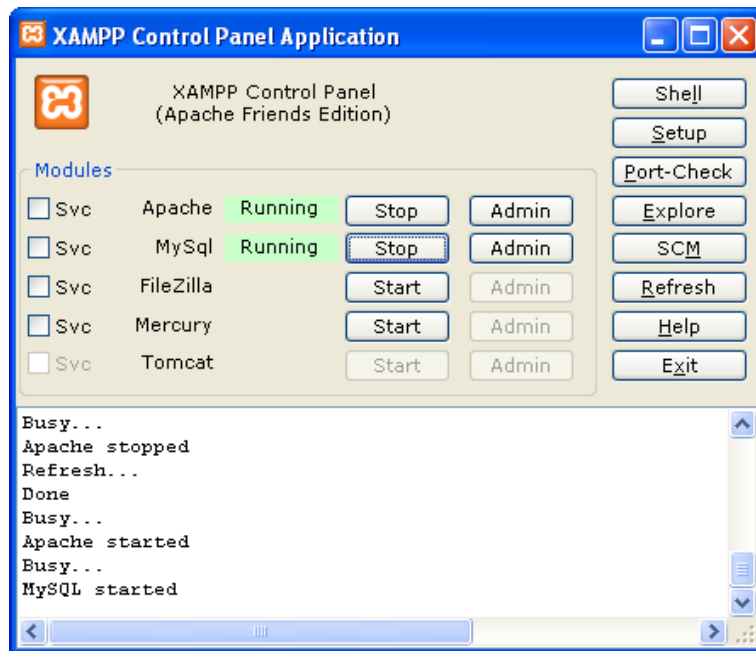 XAMPP Control Panel Application
XAMPP Control Panel
(Apache Friends Edition)
Shell
Setup
Port-Check
Explore
SCM
Refresh
Help
Exit
Modules
Svc Apache Running Stop Admin
Svc MySql Running Stop Admin
Svc FileZilla Start Admin
Svc Mercury Start Admin
Svc Tomcat Start Admin
Busy...
Apache stopped
Refresh...
Done
Busy...
Apache started
Busy...
MySQL started